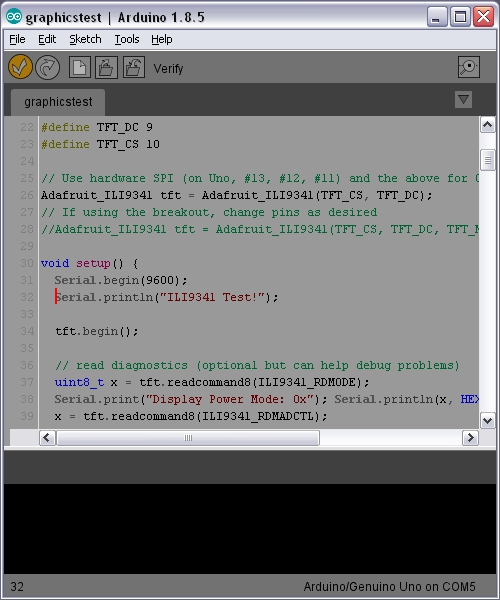 graphicstest | Arduino 1.8.5
File Edit Sketch Tools Help
Verify
graphicstest
22 #define TFT_DC 9
23 #define TFT_CS 10
24
25 // Use hardware SPI (on Uno, #13, #12, #11) and the above for
26 Adafruit_ILI9341 tft = Adafruit_ILI9341(TFT_CS, TFT_DC);
27 // If using the breakout, change pins as desired
28 //Adafruit_ILI9341 tft = Adafruit_ILI9341(TFT_CS, TFT_DC,
29
30 void setup() {
31 Serial.begin(9600);
32 Serial.println("ILI9341 Test!");
33
34 tft.begin();
35
36 // read diagnostics (optional but can help debug problems)
37 uint8_t x = tft.readcommand8(ILI9341_RDMODE);
38 Serial.print("Display Power Mode: 0x"); Serial.println(x, HEX
39 x = tft.readcommand8(ILI9341_RDMADCTL);
32 Arduino/Genuino Uno on COM5